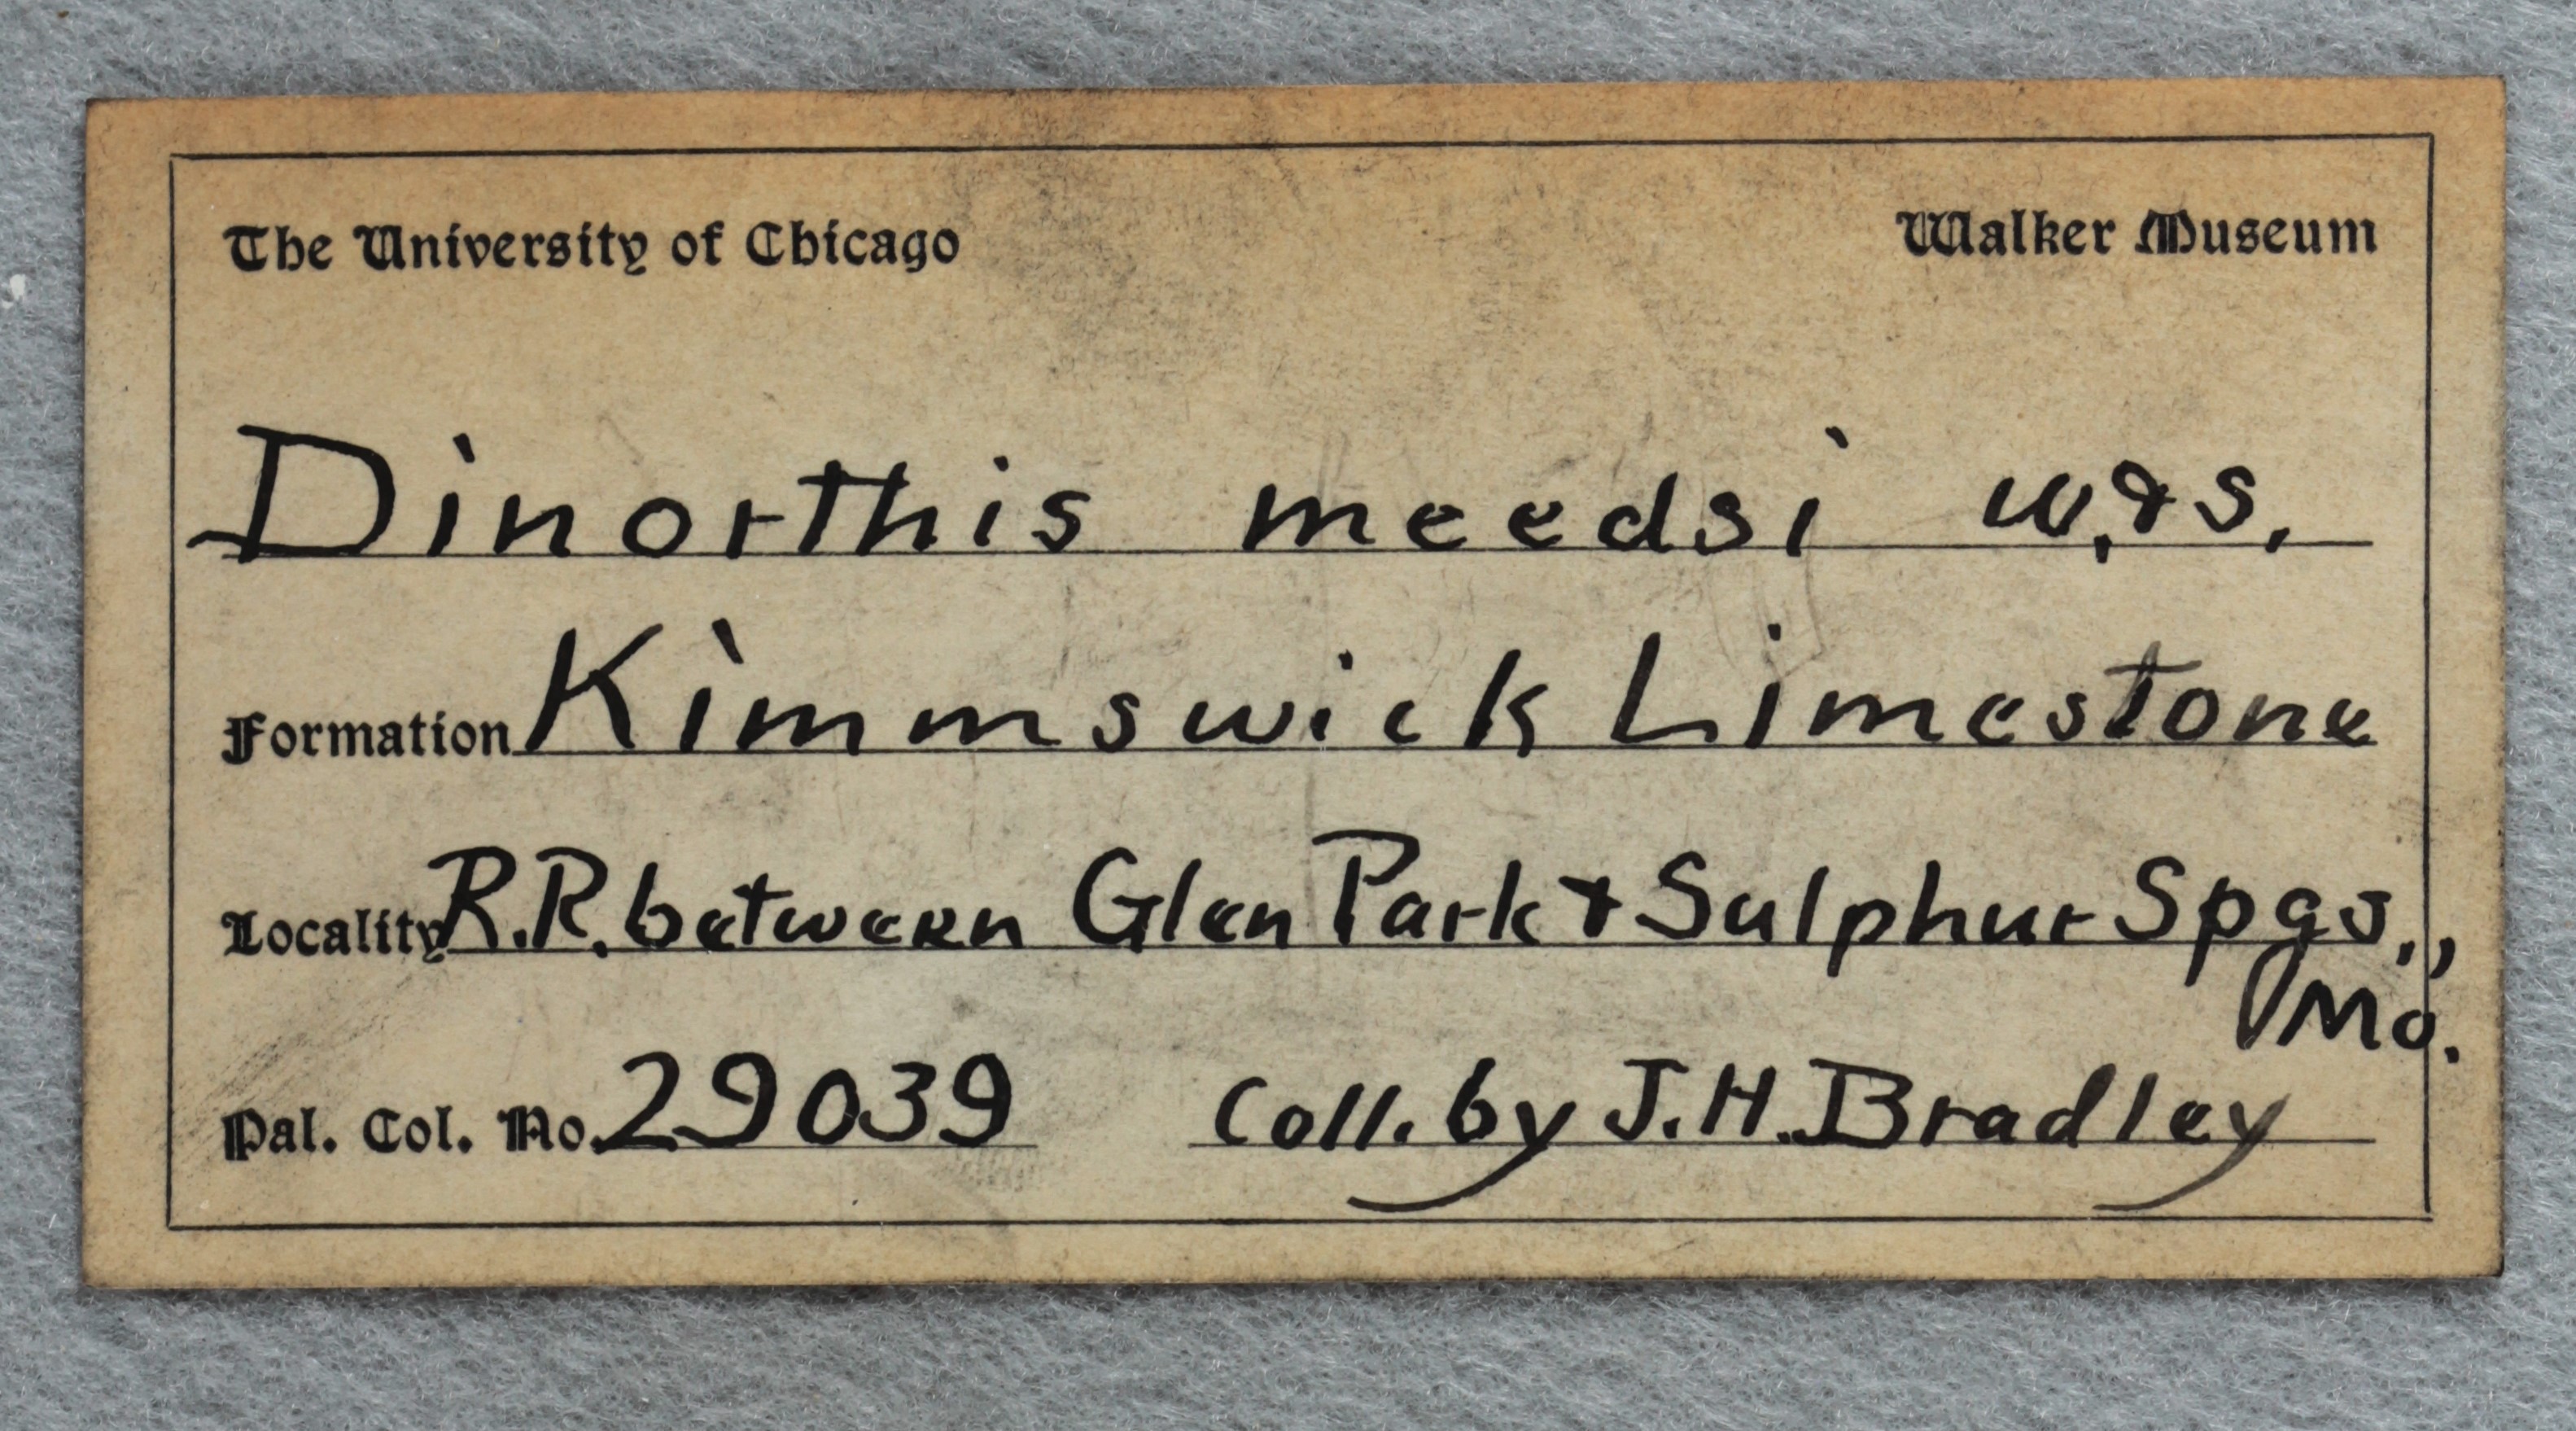 The University of Chicago Walker Museum
Dinorthis meedsi W. & S.
Formation Kimmswick Limestone
Locality R.R. between Glen Park & Sulphur Spgs.,
Mo.
Pal. Col. No. 29039 Coll. by J.H. Bradley